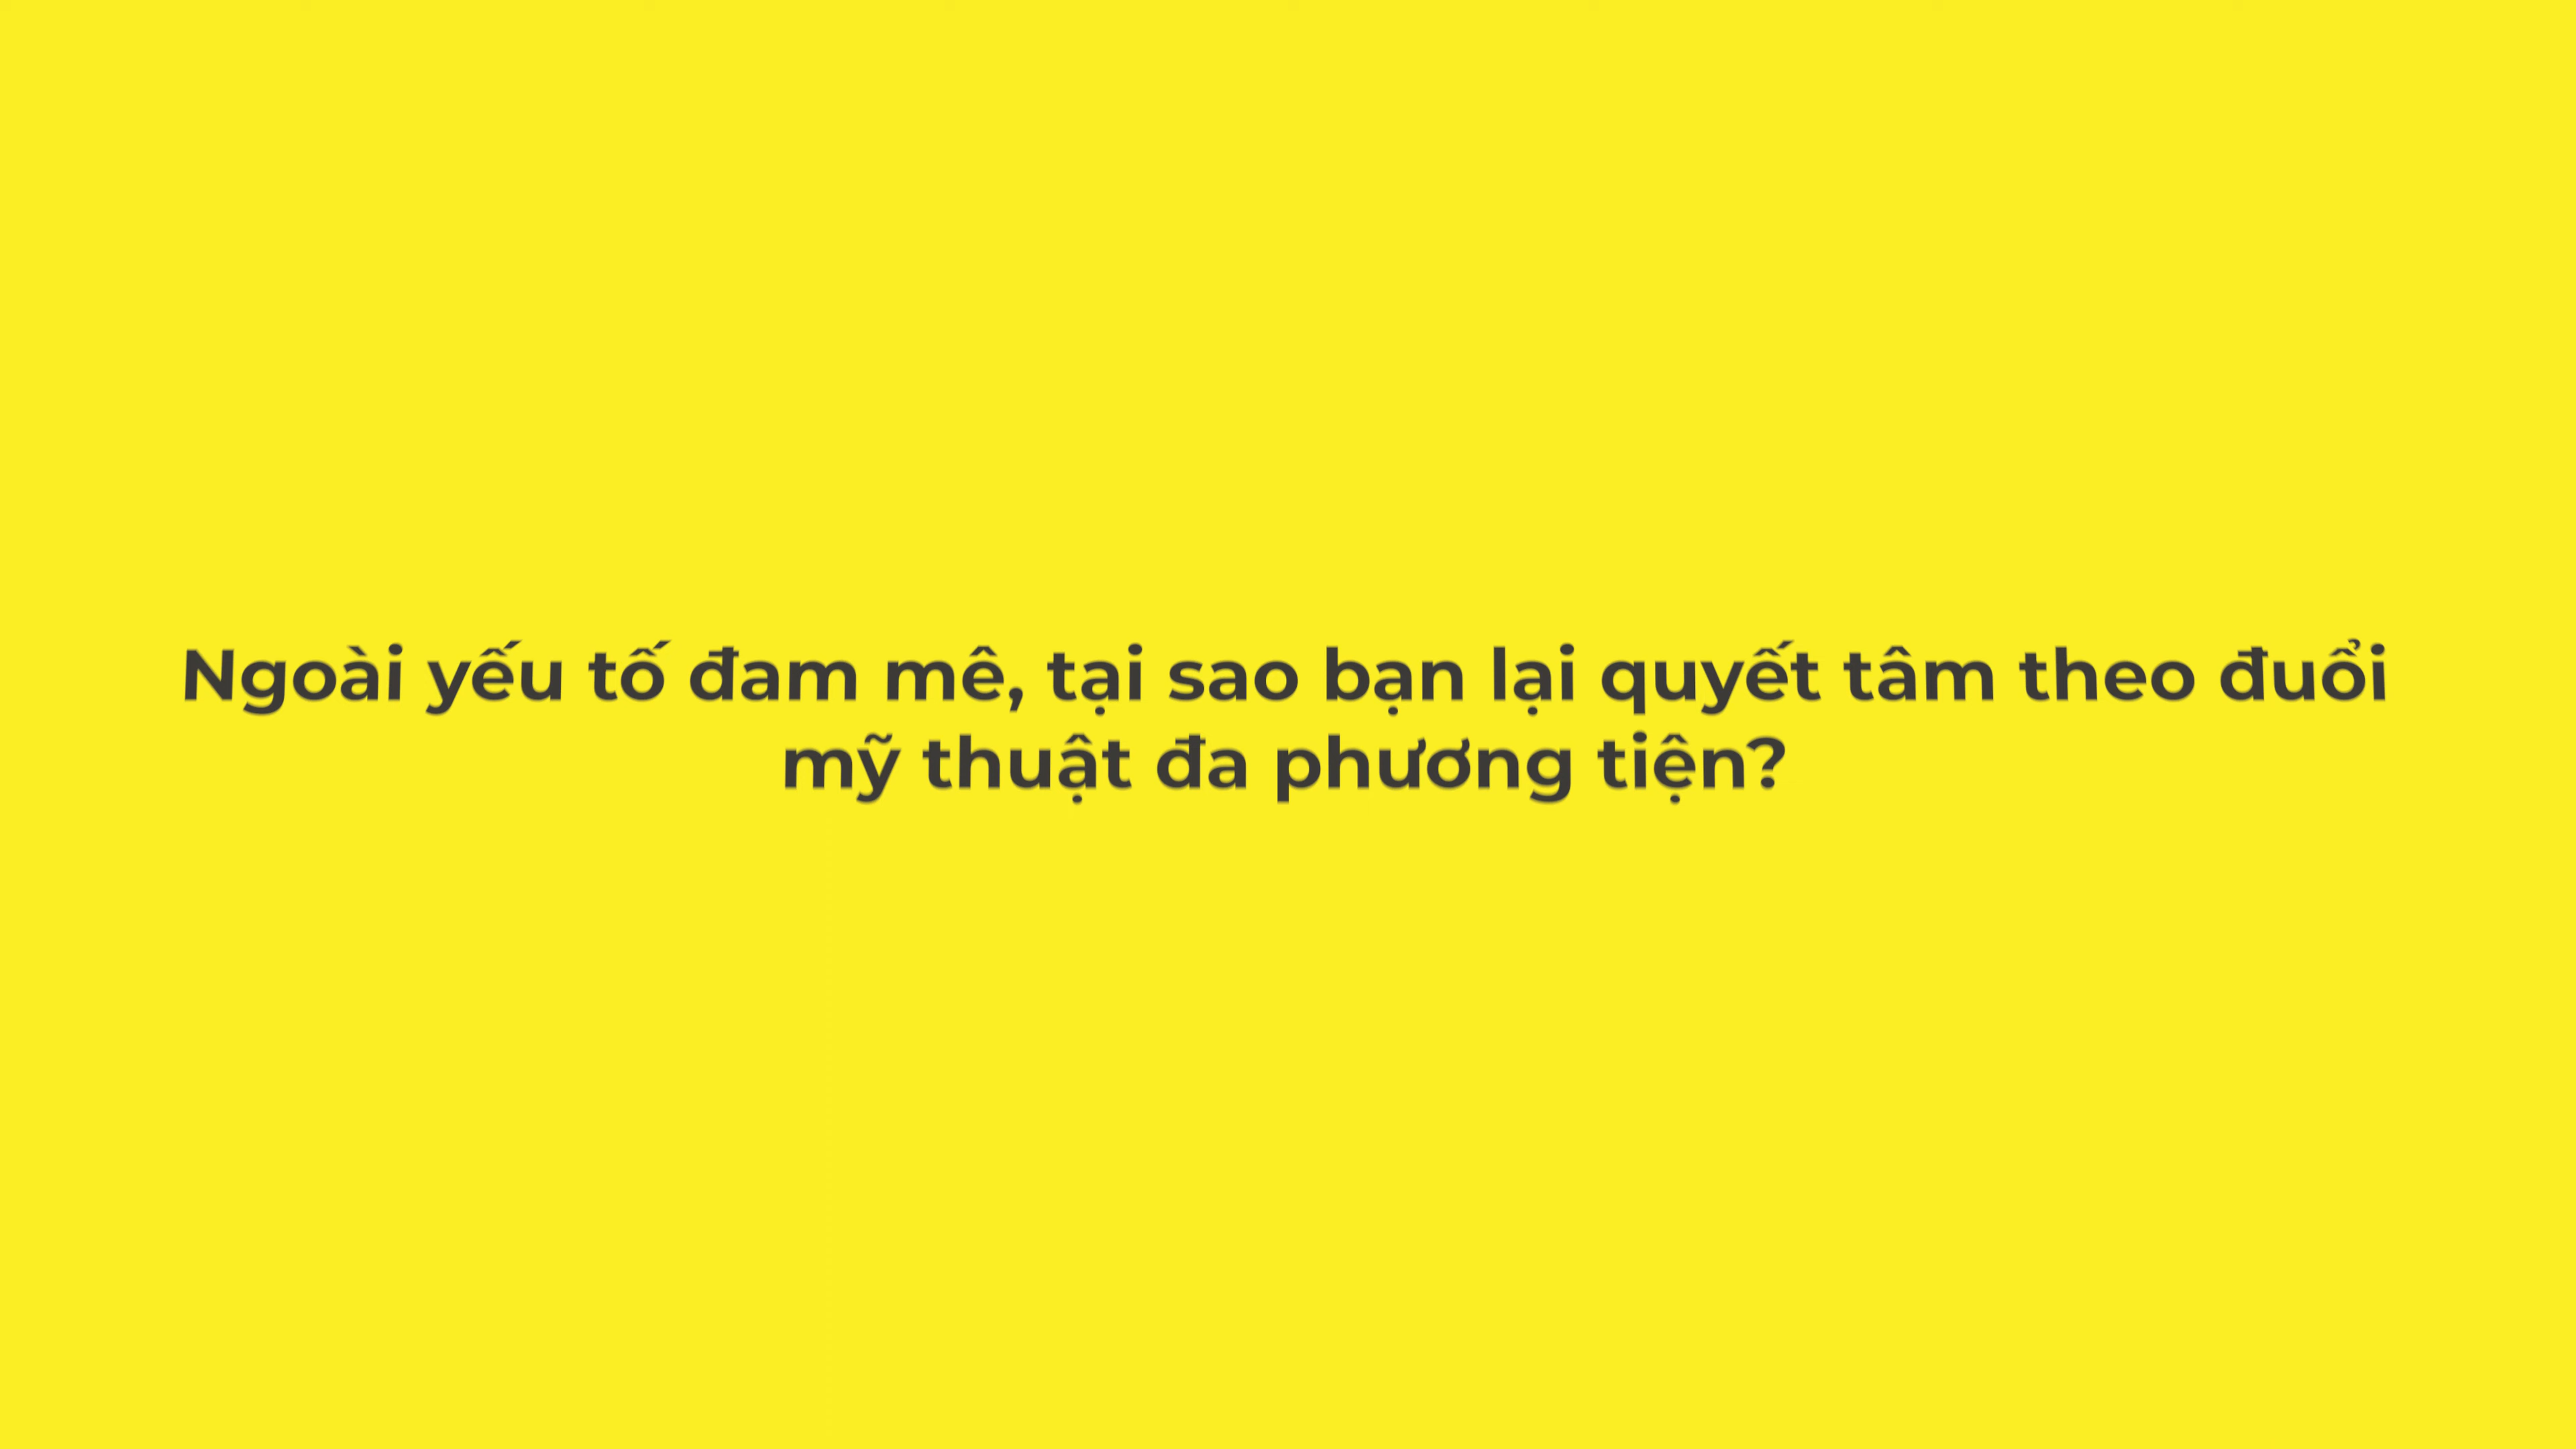 Ngoài yếu tố đam mê, tại sao bạn lại quyết tâm theo đuổi
mỹ thuật đa phương tiện?